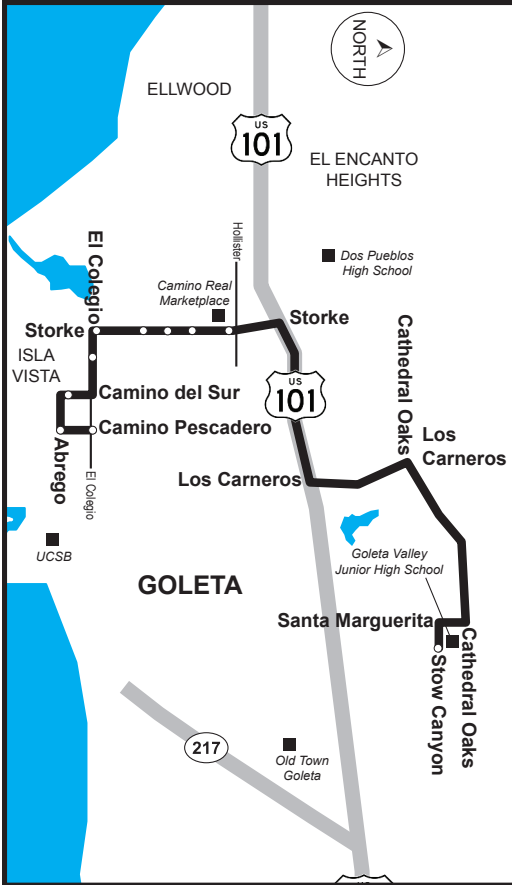 NORTH
ELLWOOD
US
101
EL ENCANTO
HEIGHTS
Hollister
Dos Pueblos
High School
El Colegio
Camino Real
Marketplace
Storke
Storke
Cathedral Oaks
ISLA
VISTA
US
101
Camino del Sur
Camino Pescadero
Los
Carneros
Abrego
El Colegio
Los Carneros
UCSB
Goleta Valley
Junior High School
GOLETA
Santa Marguerita
Cathedral Oaks
Stow Canyon
217
Old Town
Goleta
US